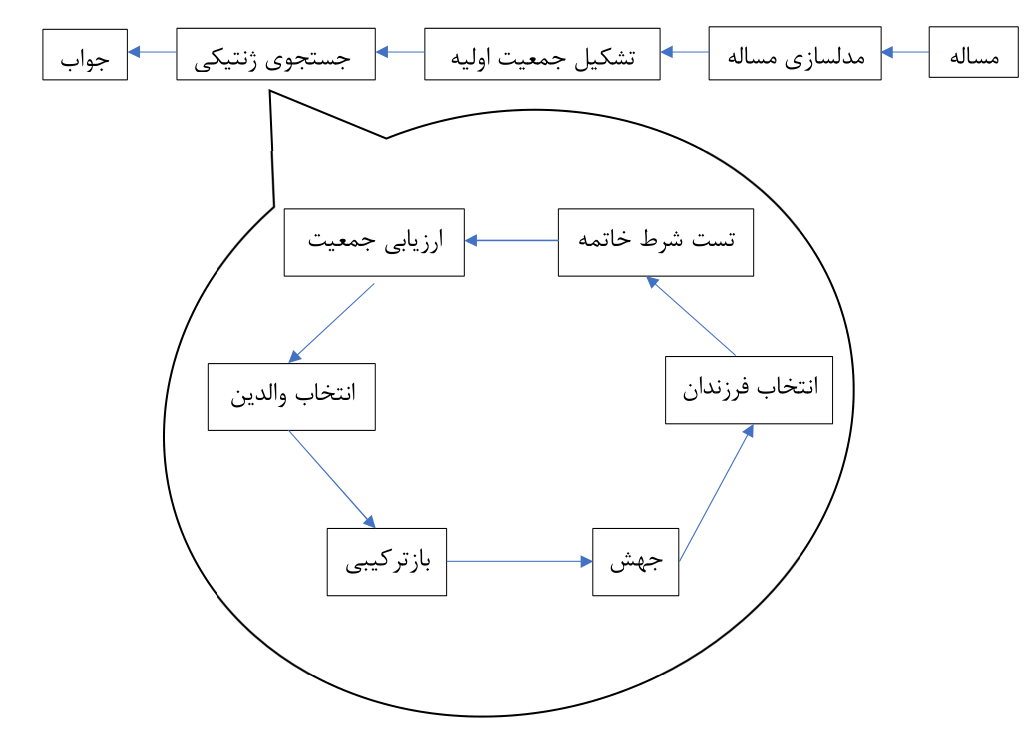 مساله
مدلسازی مساله
تشکیل جمعیت اولیه
جستجوی ژنتیکی
جواب
تست شرط خاتمه
ارزیابی جمعیت
انتخاب والدین
بازترکیبی
جهش
انتخاب فرزندان